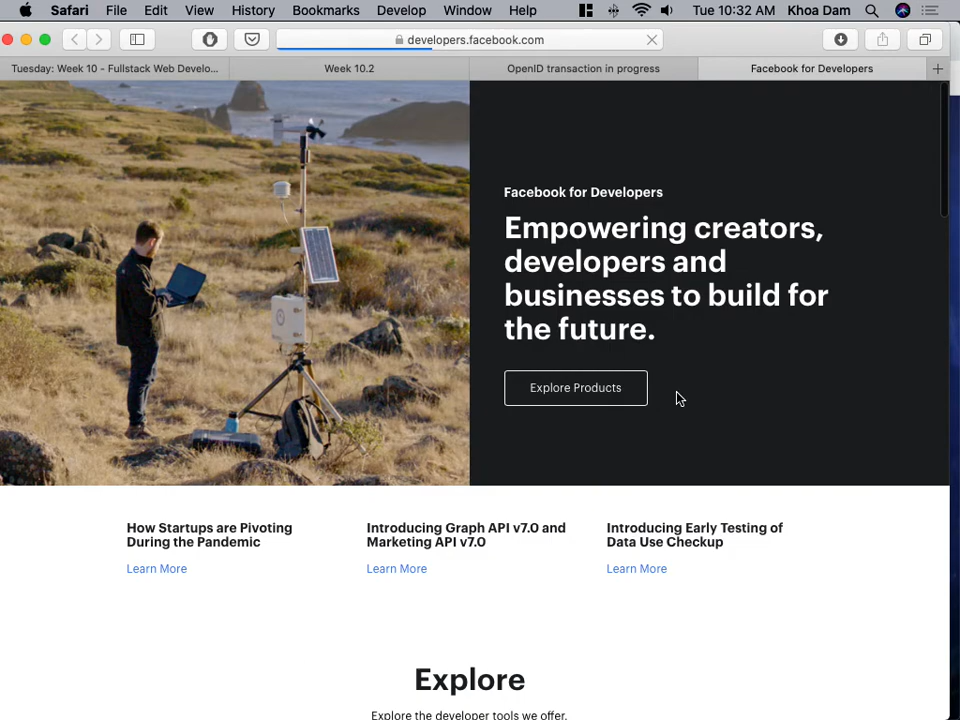 Safari File Edit View History Bookmarks Develop Window Help Tue 10:32 AM Khoa Dam
developers.facebook.com
Tuesday: Week 10 - Fullstack Web Develo... Week 10.2 OpenID transaction in progress Facebook for Developers
Facebook for Developers
Empowering creators,
developers and
businesses to build for
the future.
Explore Products
How Startups are Pivoting
During the Pandemic
Learn More
Introducing Graph API v7.0 and
Marketing API v7.0
Learn More
Introducing Early Testing of
Data Use Checkup
Learn More
Explore
Explore the developer tools we offer.